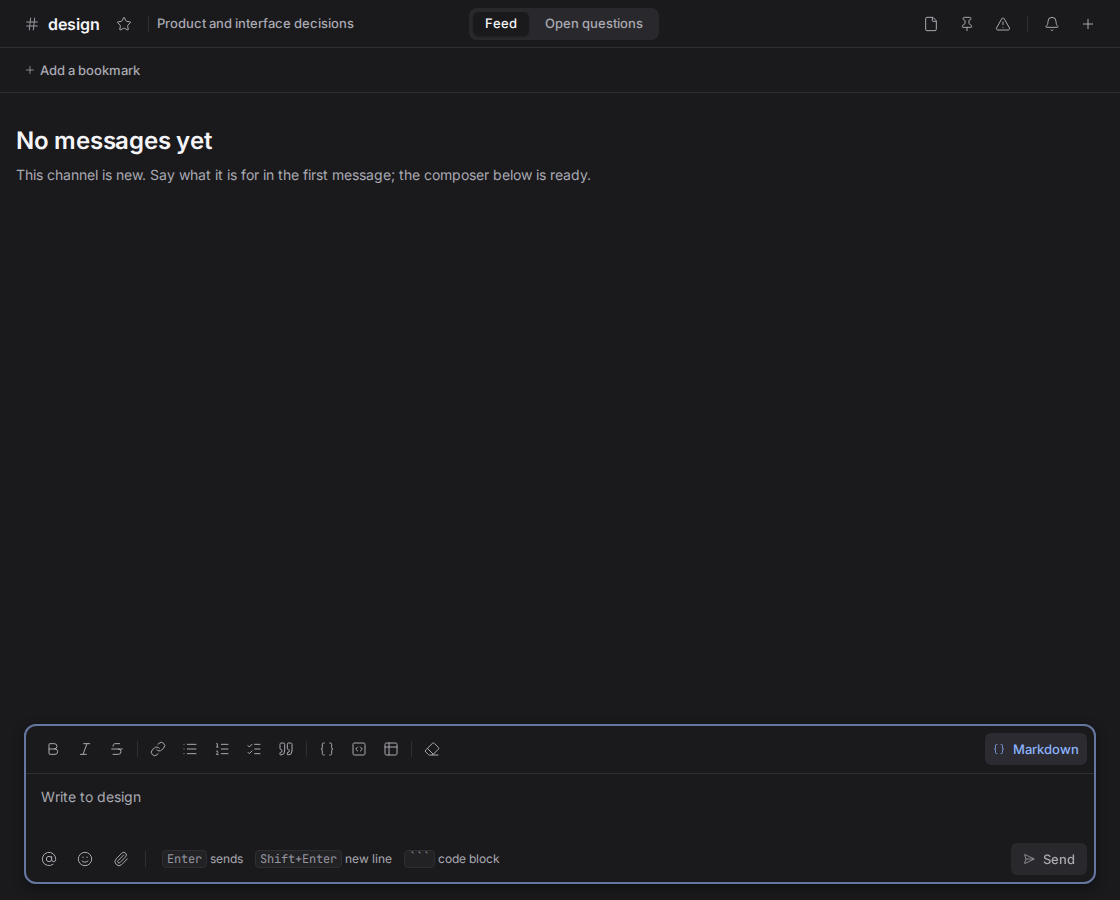 # design
Product and interface decisions
Feed
Open questions
+ Add a bookmark
No messages yet
This channel is new. Say what it is for in the first message; the composer below is ready.
Markdown
Write to design
Enter sends Shift+Enter new line ``` code block
Send